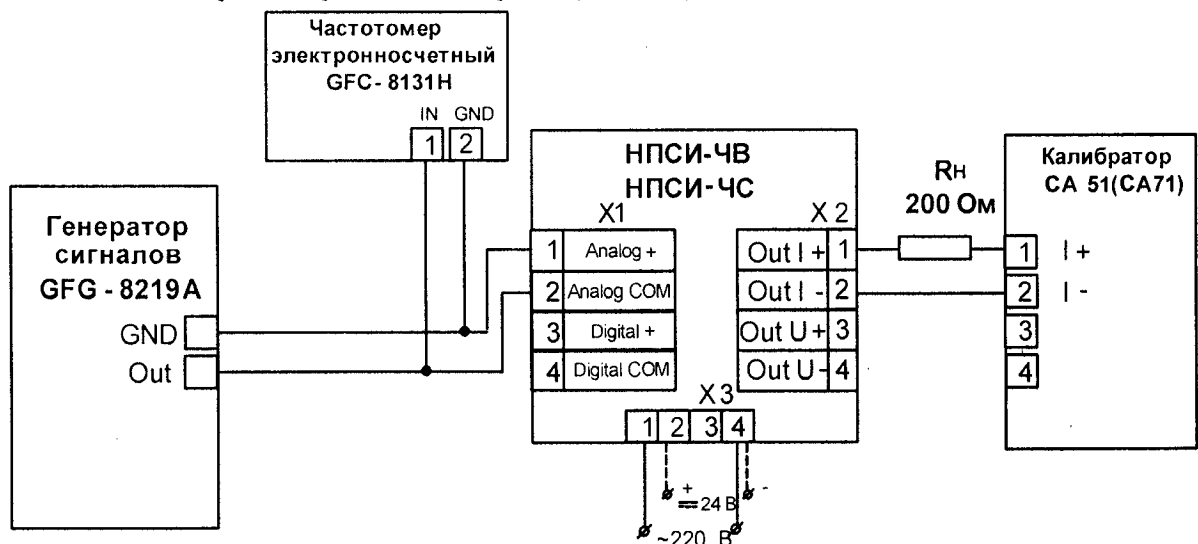 Частотомер
электронносчетный
GFC- 8131H
IN GND
1 2
НПСИ-ЧВ
НПСИ-ЧС
X1
X 2
1 Analog +
2 Analog COM
3 Digital +
4 Digital COM
Out I + 1
Out I - 2
Out U+ 3
Out U- 4
X 3
1 2 3 4
+ 24 В -
~220 В
Генератор
сигналов
GFG - 8219A
GND
Out
Rн
200 Ом
Калибратор
СА 51(СА71)
1 I +
2 I -
3
4